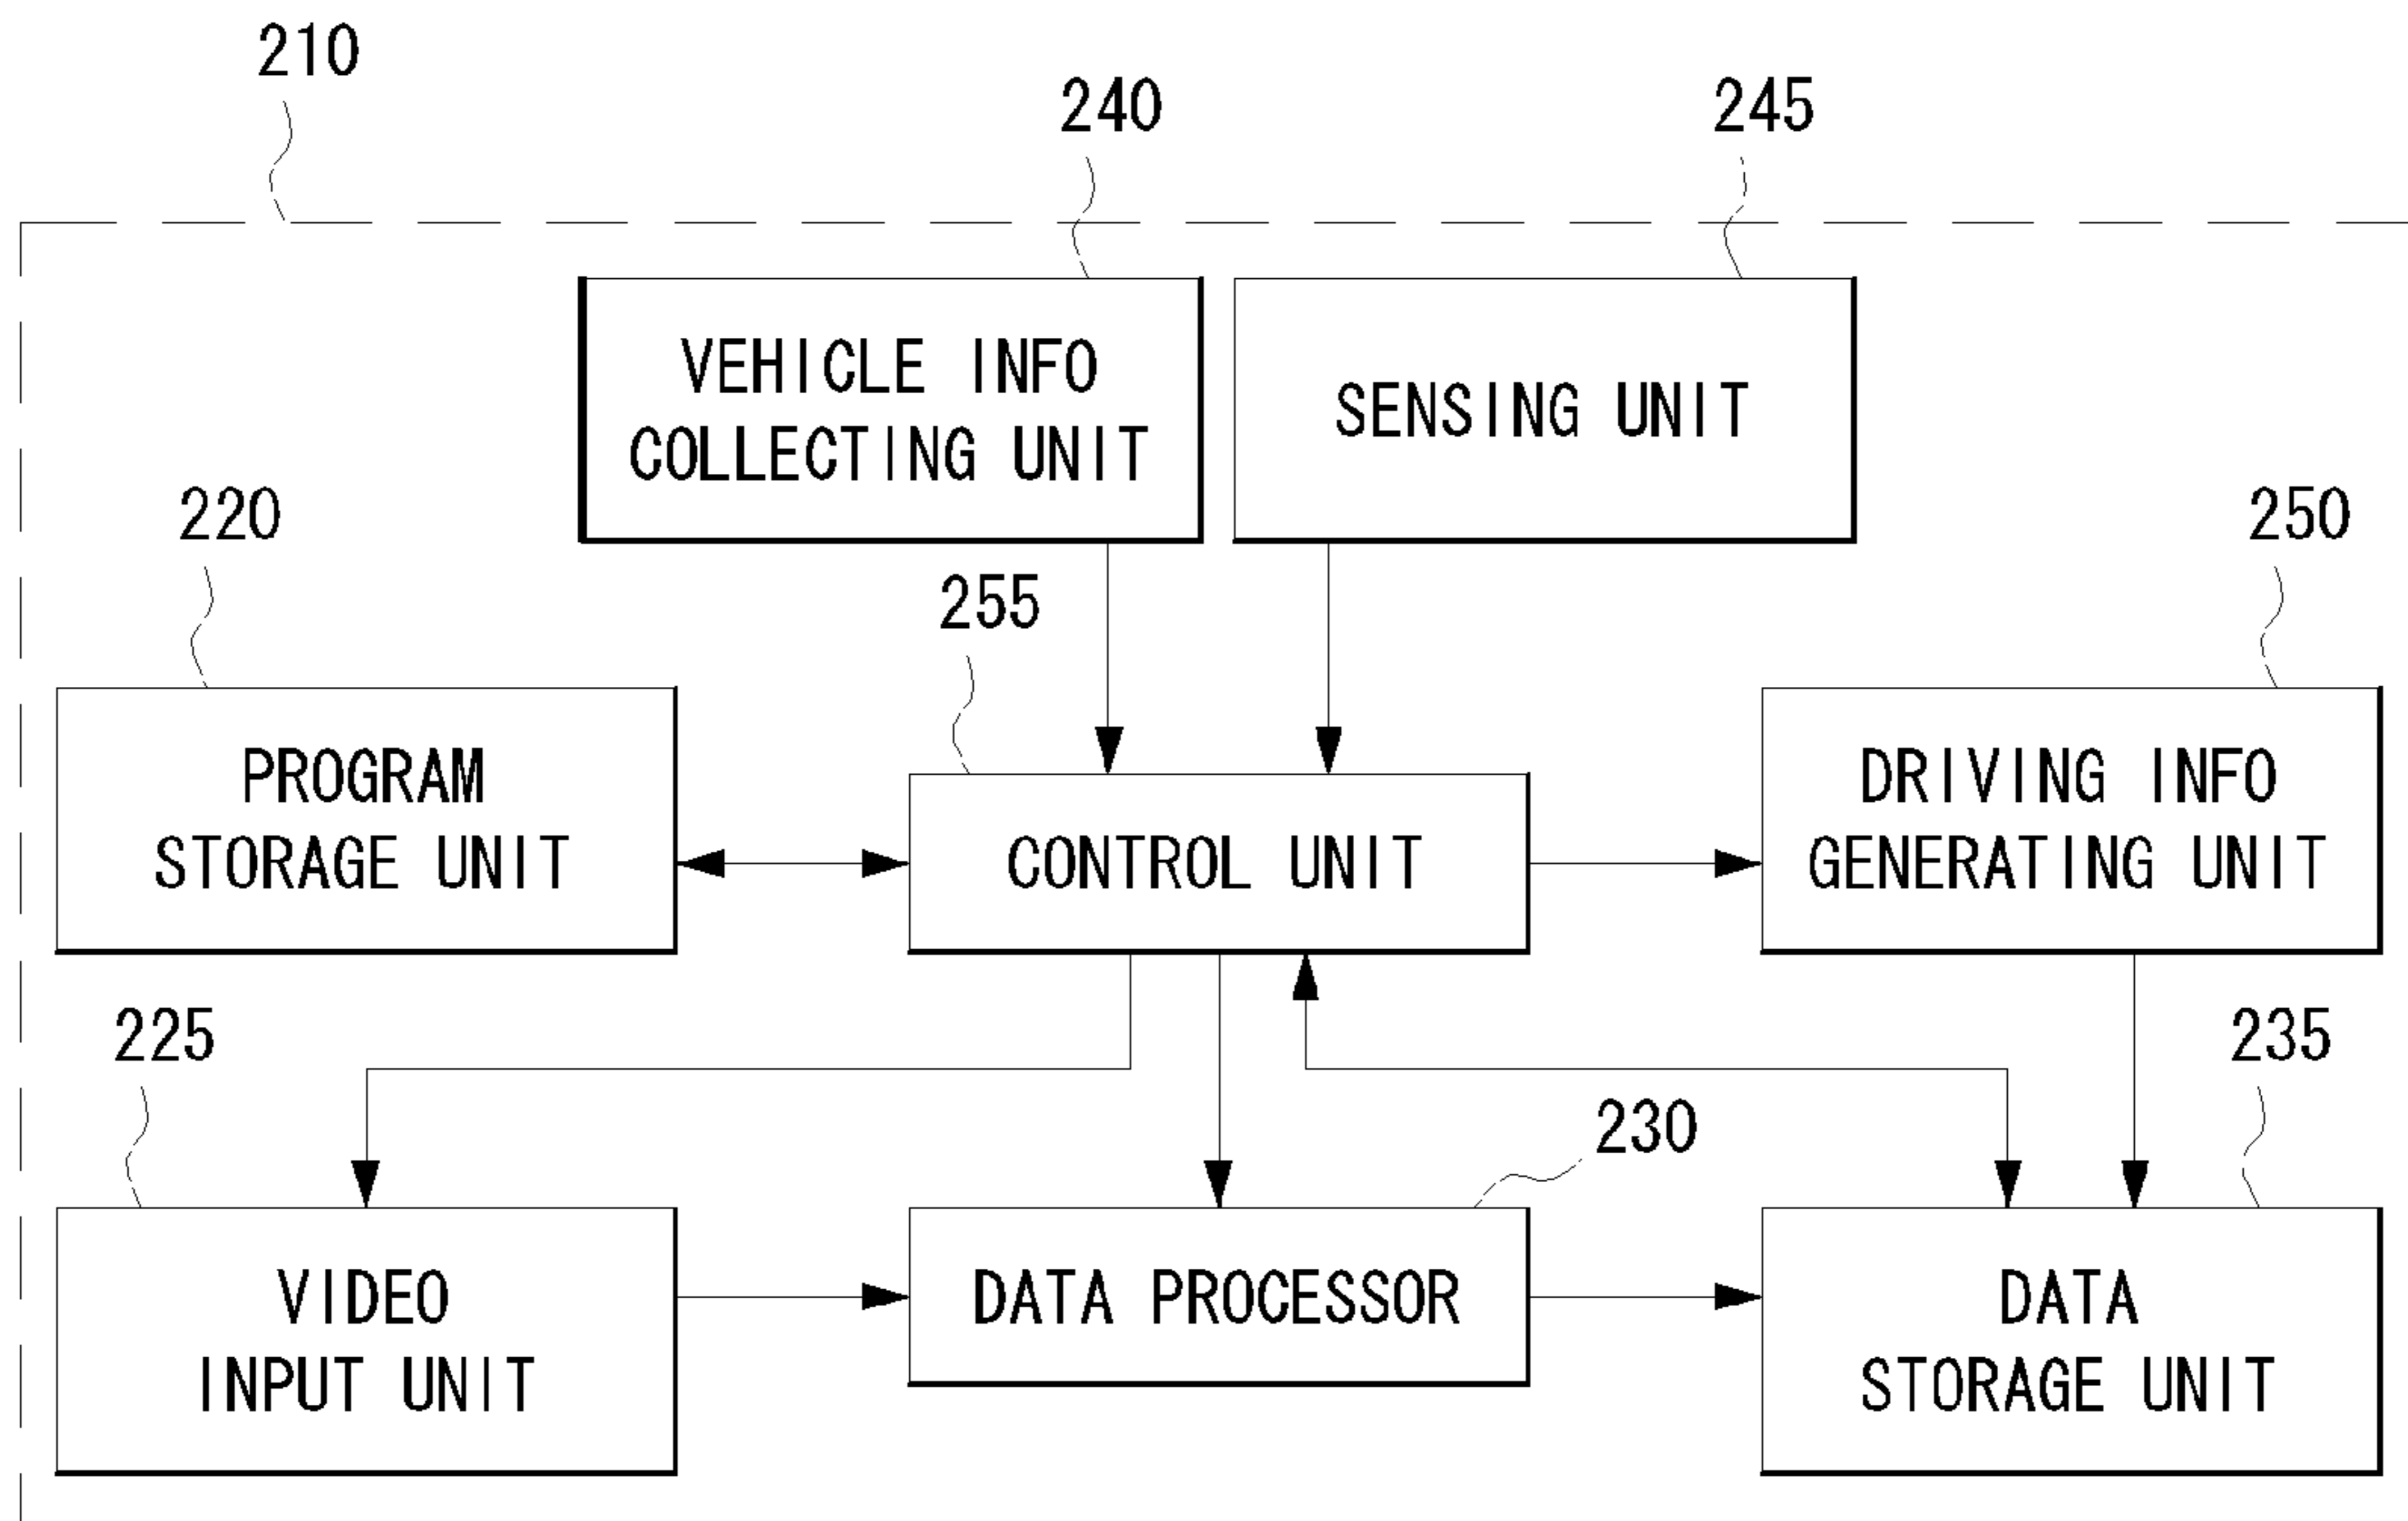 210
240
245
VEHICLE INFO
COLLECTING UNIT
SENSING UNIT
220
250
255
PROGRAM
STORAGE UNIT
CONTROL UNIT
DRIVING INFO
GENERATING UNIT
225
235
230
VIDEO
INPUT UNIT
DATA PROCESSOR
DATA
STORAGE UNIT